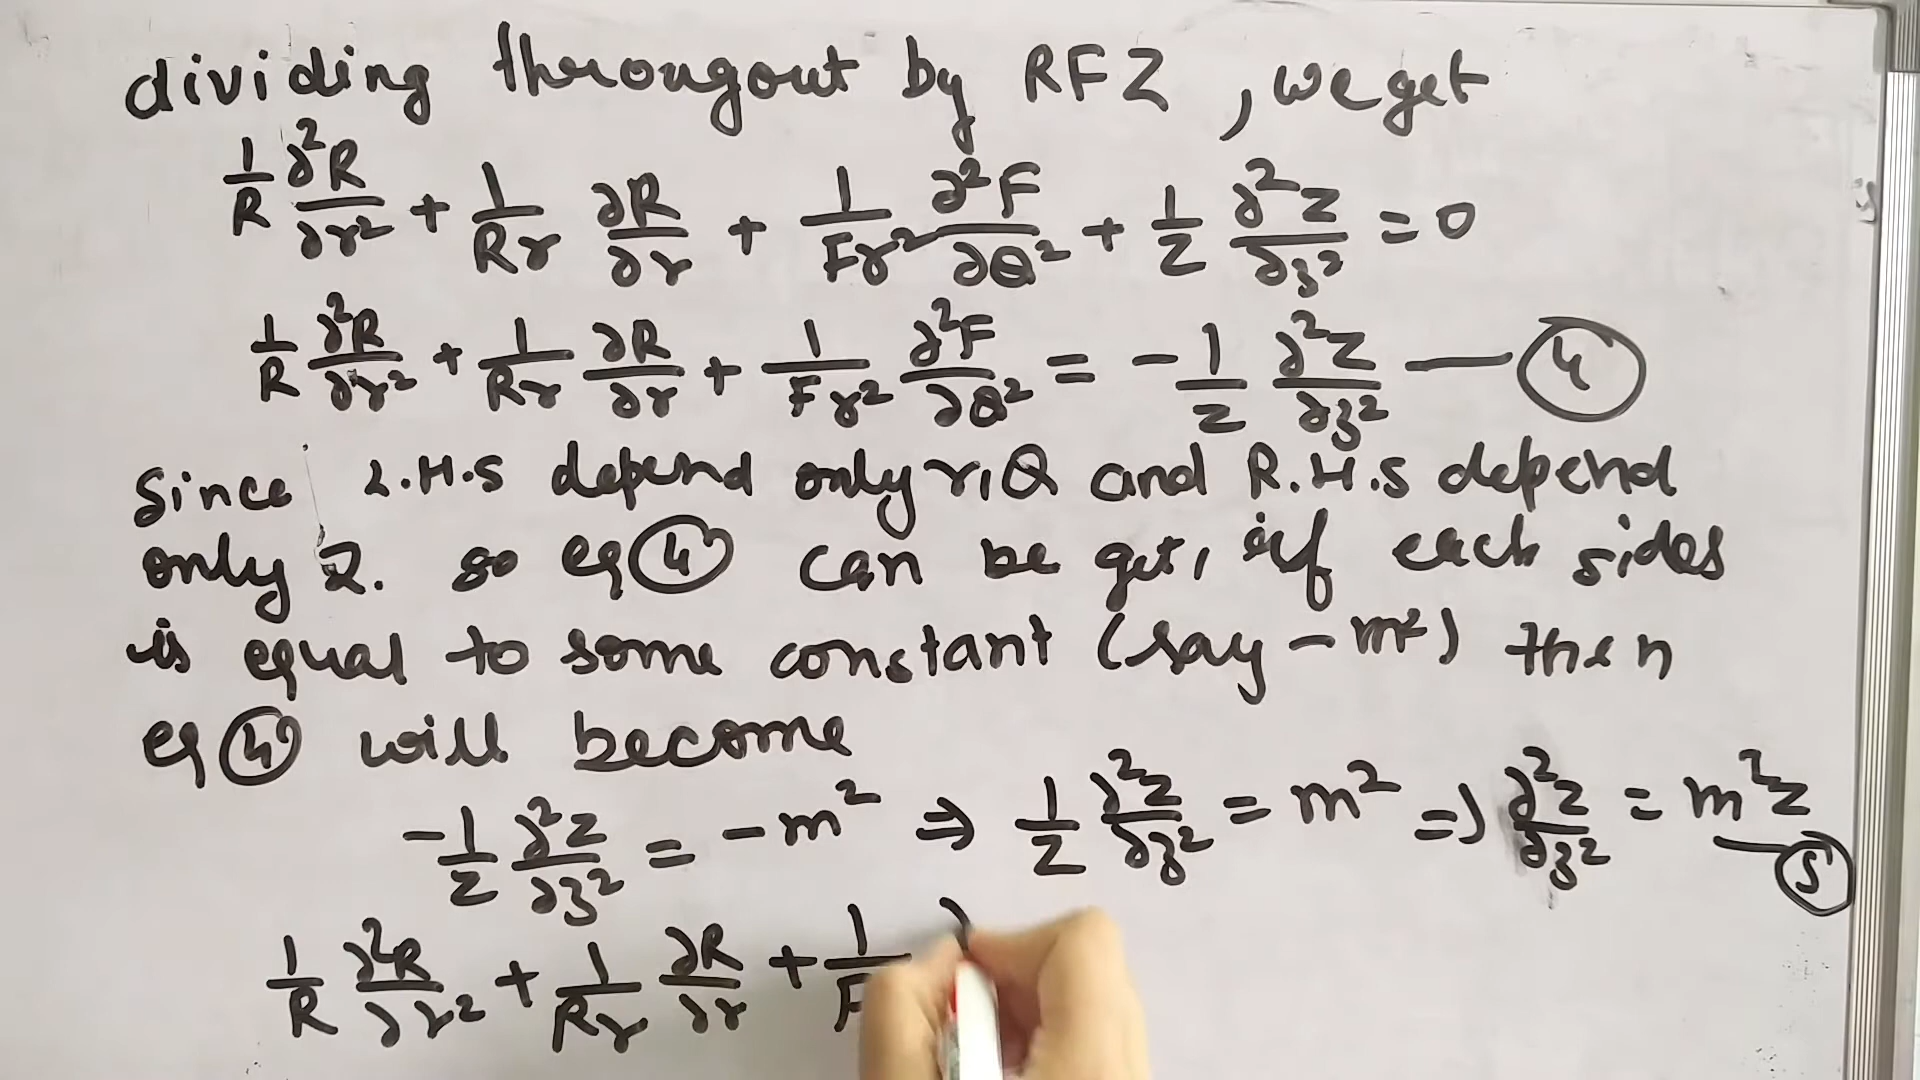 dividing througout by RFZ, we get
1/R ∂²R/∂r² + 1/Rr ∂R/∂r + 1/Fr² ∂²F/∂θ² + 1/Z ∂²Z/∂z² = 0
1/R ∂²R/∂r² + 1/Rr ∂R/∂r + 1/Fr² ∂²F/∂θ² = -1/Z ∂²Z/∂z² — 4
Since L.H.S depend only r,θ and R.H.S depend
only z. so eq 4 can be get, if each sides
is equal to some constant (say -m²) then
eq 4 will become
-1/Z ∂²Z/∂z² = -m² ⇒ 1/Z ∂²Z/∂z² = m² ⇒ ∂²Z/∂z² = m²Z — 5
1/R ∂²R/∂r² + 1/Rr ∂R/∂r + 1/F